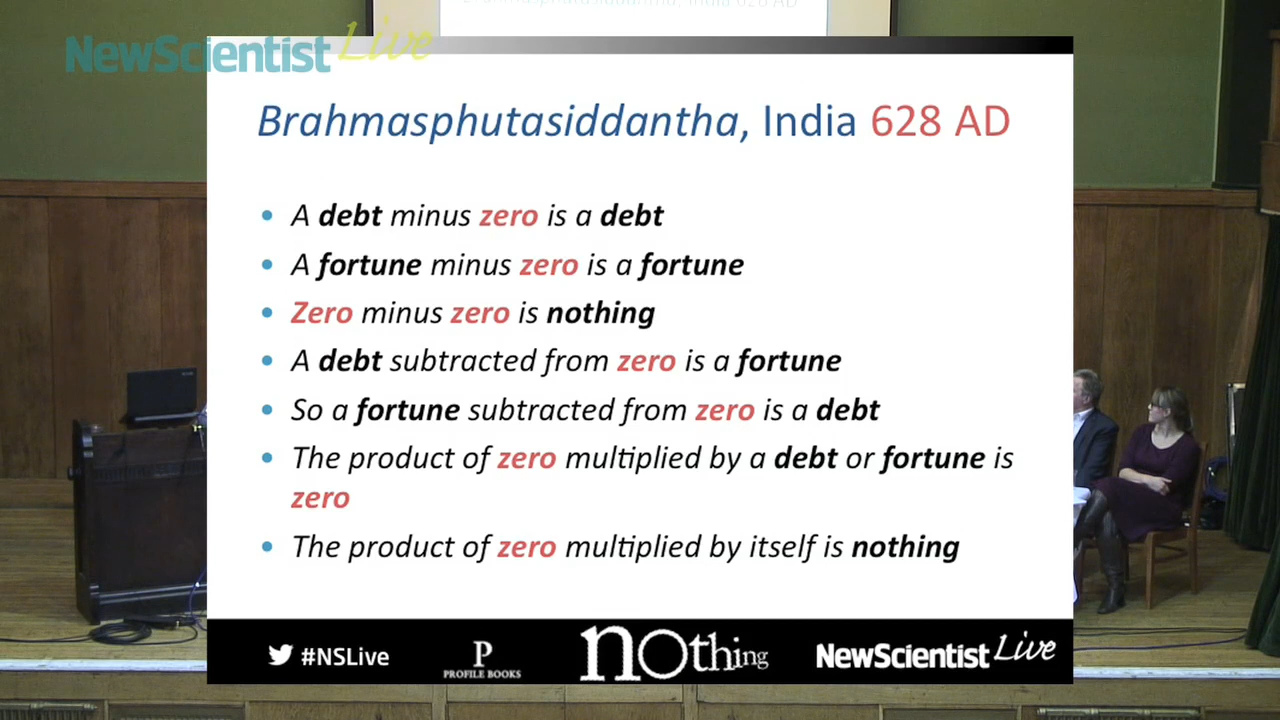 NewScientist Live
Brahmasphutasiddantha, India 628 AD
• A debt minus zero is a debt
• A fortune minus zero is a fortune
• Zero minus zero is nothing
• A debt subtracted from zero is a fortune
• So a fortune subtracted from zero is a debt
• The product of zero multiplied by a debt or fortune is
zero
• The product of zero multiplied by itself is nothing
#NSLive
P
PROFILE BOOKS
nothing
NewScientist Live